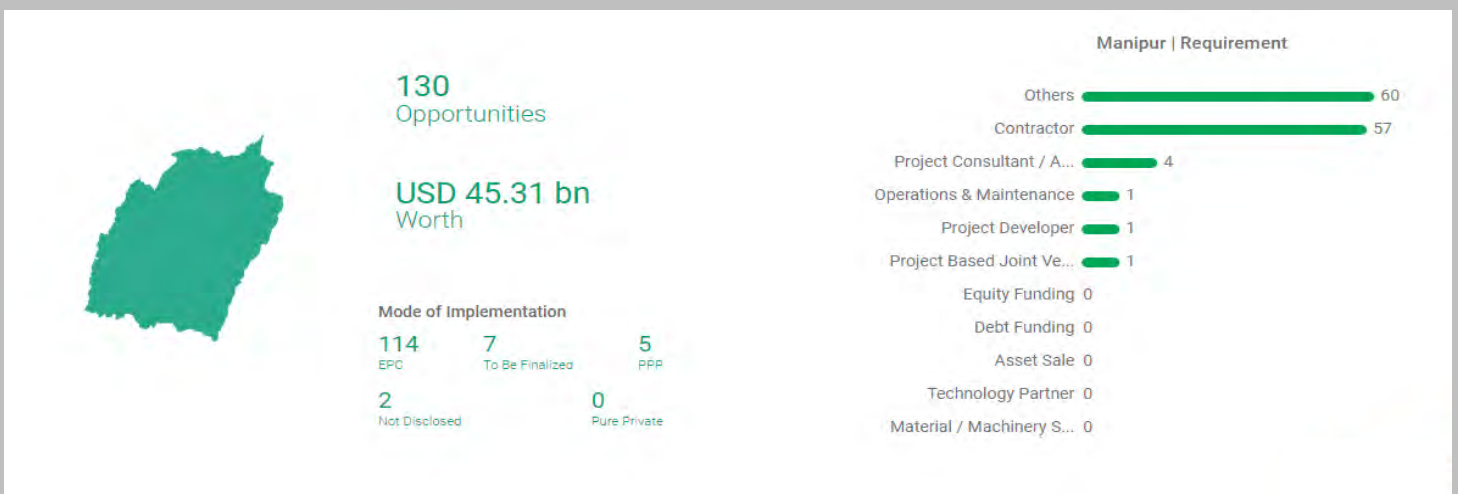 130
Opportunities
USD 45.31 bn
Worth
Mode of Implementation
114 7 5
EPC To Be Finalized PPP
2 0
Not Disclosed Pure Private
Manipur | Requirement
Others 60
Contractor 57
Project Consultant / A... 4
Operations & Maintenance 1
Project Developer 1
Project Based Joint Ve... 1
Equity Funding 0
Debt Funding 0
Asset Sale 0
Technology Partner 0
Material / Machinery S... 0